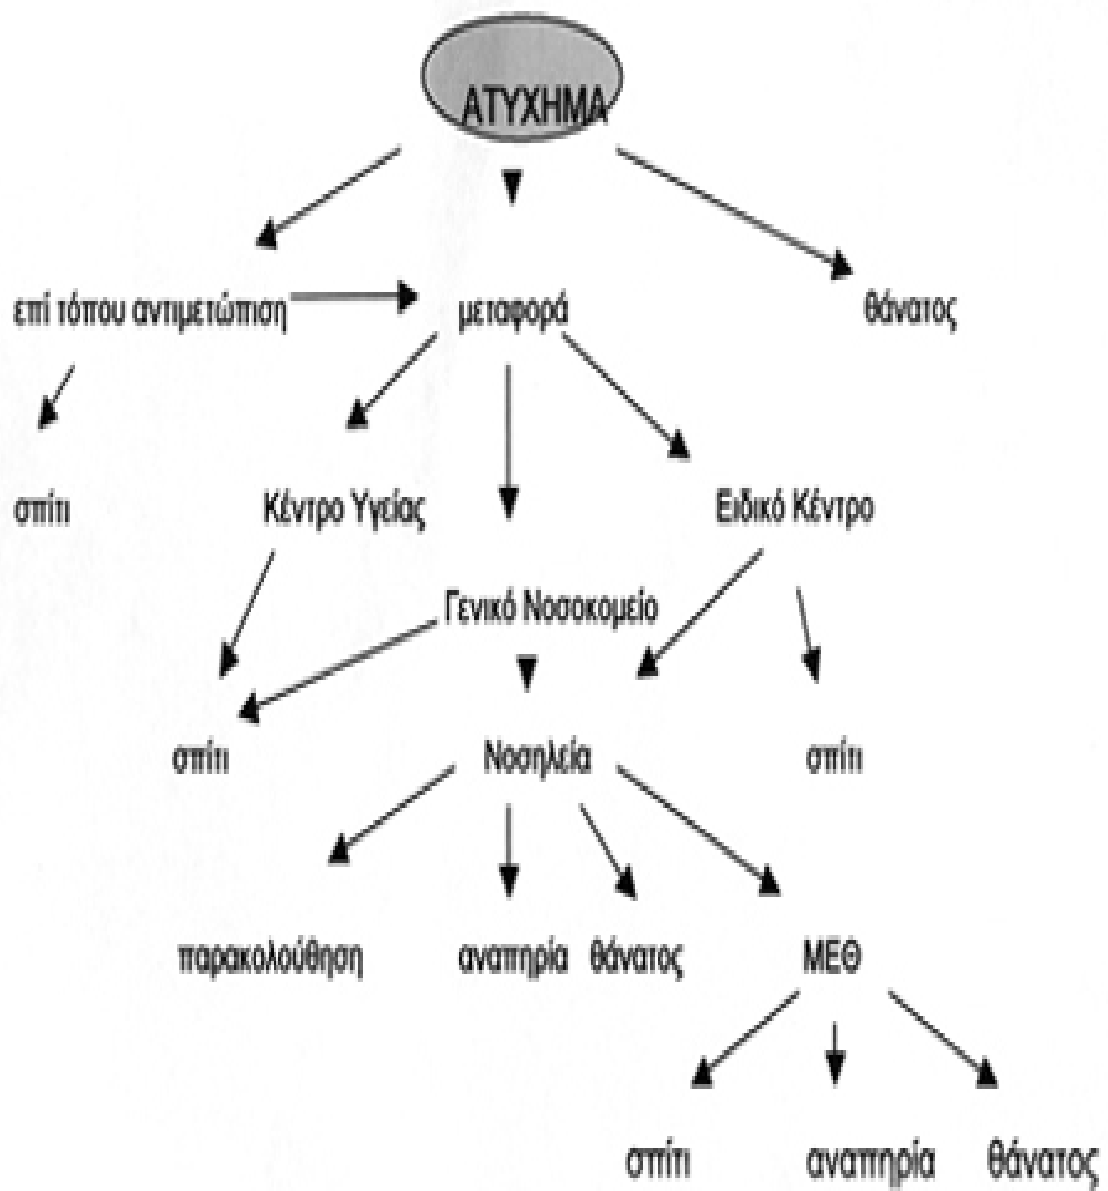 ΑΤΥΧΗΜΑ
επί τόπου αντιμετώπιση μεταφορά θάνατος
σπίτι Κέντρο Υγείας Ειδικό Κέντρο
Γενικό Νοσοκομείο
σπίτι Νοσηλεία σπίτι
παρακολούθηση αναπηρία θάνατος ΜΕΘ
σπίτι αναπηρία θάνατος